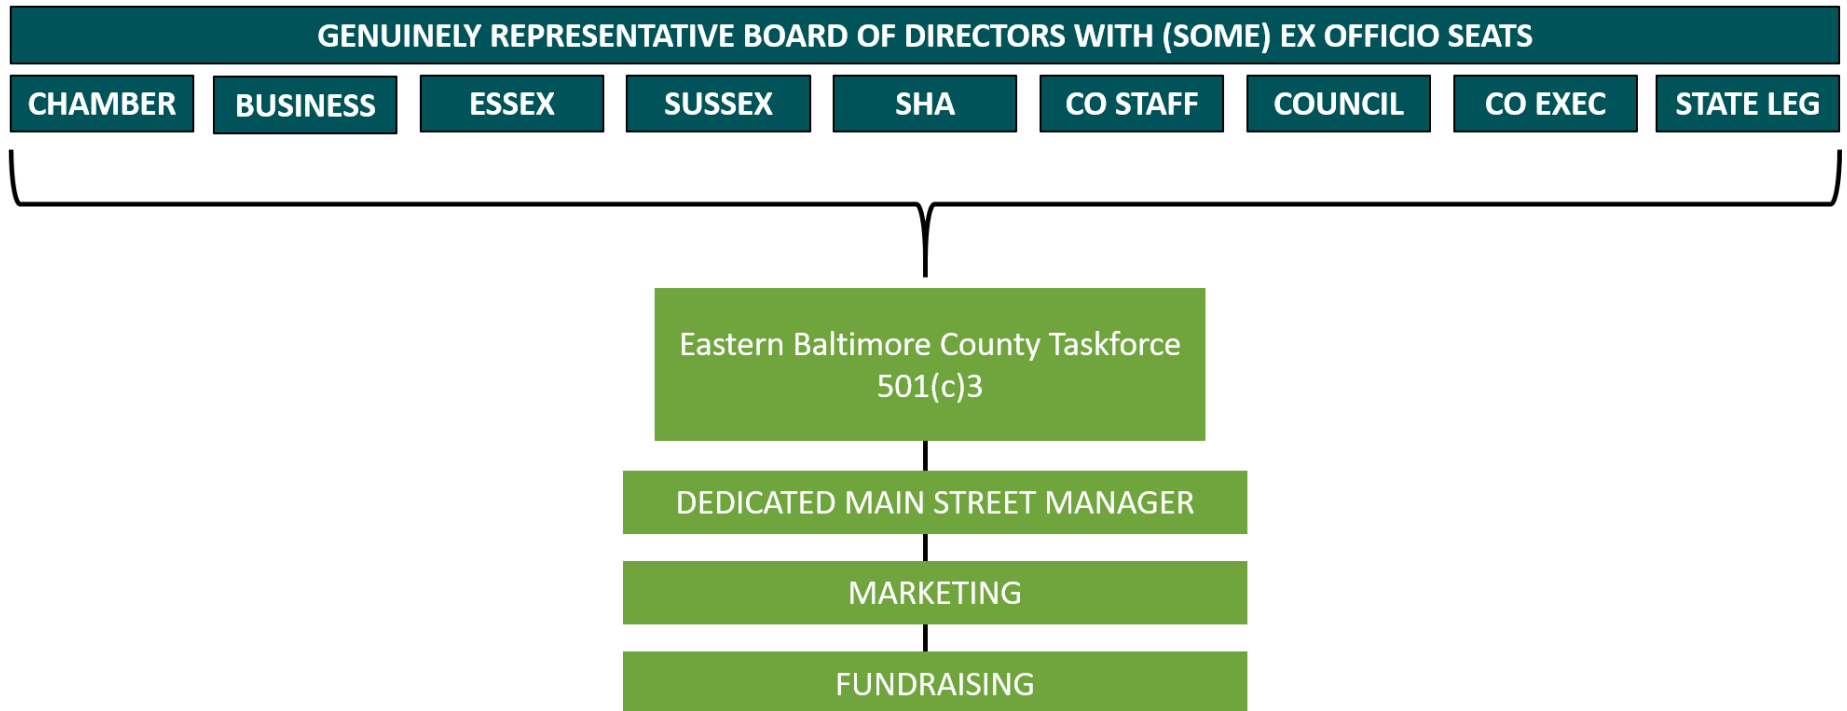 GENUINELY REPRESENTATIVE BOARD OF DIRECTORS WITH (SOME) EX OFFICIO SEATS
CHAMBER
BUSINESS
ESSEX
SUSSEX
SHA
CO STAFF
COUNCIL
CO EXEC
STATE LEG
Eastern Baltimore County Taskforce
501(c)3
DEDICATED MAIN STREET MANAGER
MARKETING
FUNDRAISING